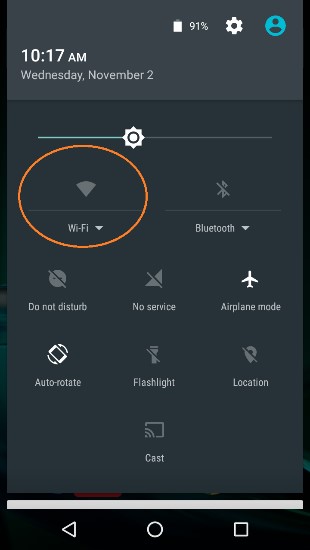 91%
10:17 AM
Wednesday, November 2
Wi-Fi
Bluetooth
Do not disturb
No service
Airplane mode
Auto-rotate
Flashlight
Location
Cast